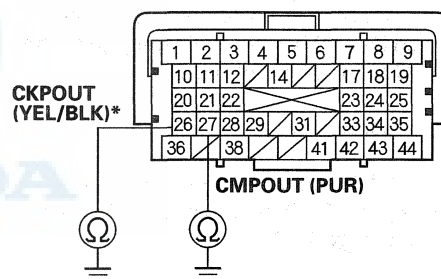 1 2 3 4 5 6 7 8 9
10 11 12 14 17 18 19
CKPOUT
(YEL/BLK)*
20 21 22 23 24 25
26 27 28 29 31 33 34 35
36 38 41 42 43 44
CMPOUT (PUR)
Ω Ω